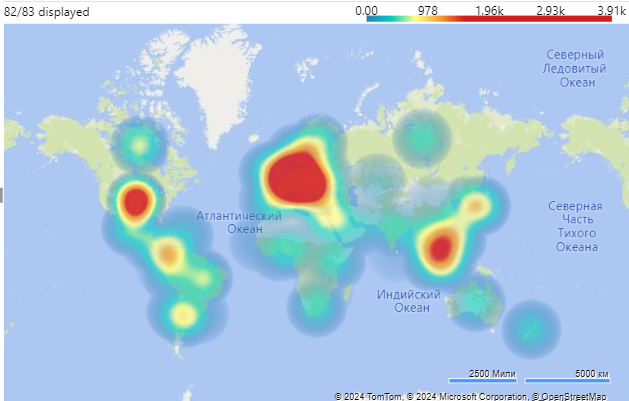 82/83 displayed
0.00 978 1.96k 2.93k 3.91k
Северный
Ледовитый
Океан
Атлантический
Океан
Северная
Часть
Тихого
Океана
Индийский
Океан
2500 Мили 5000 км
© 2024 TomTom, © 2024 Microsoft Corporation, © OpenStreetMap